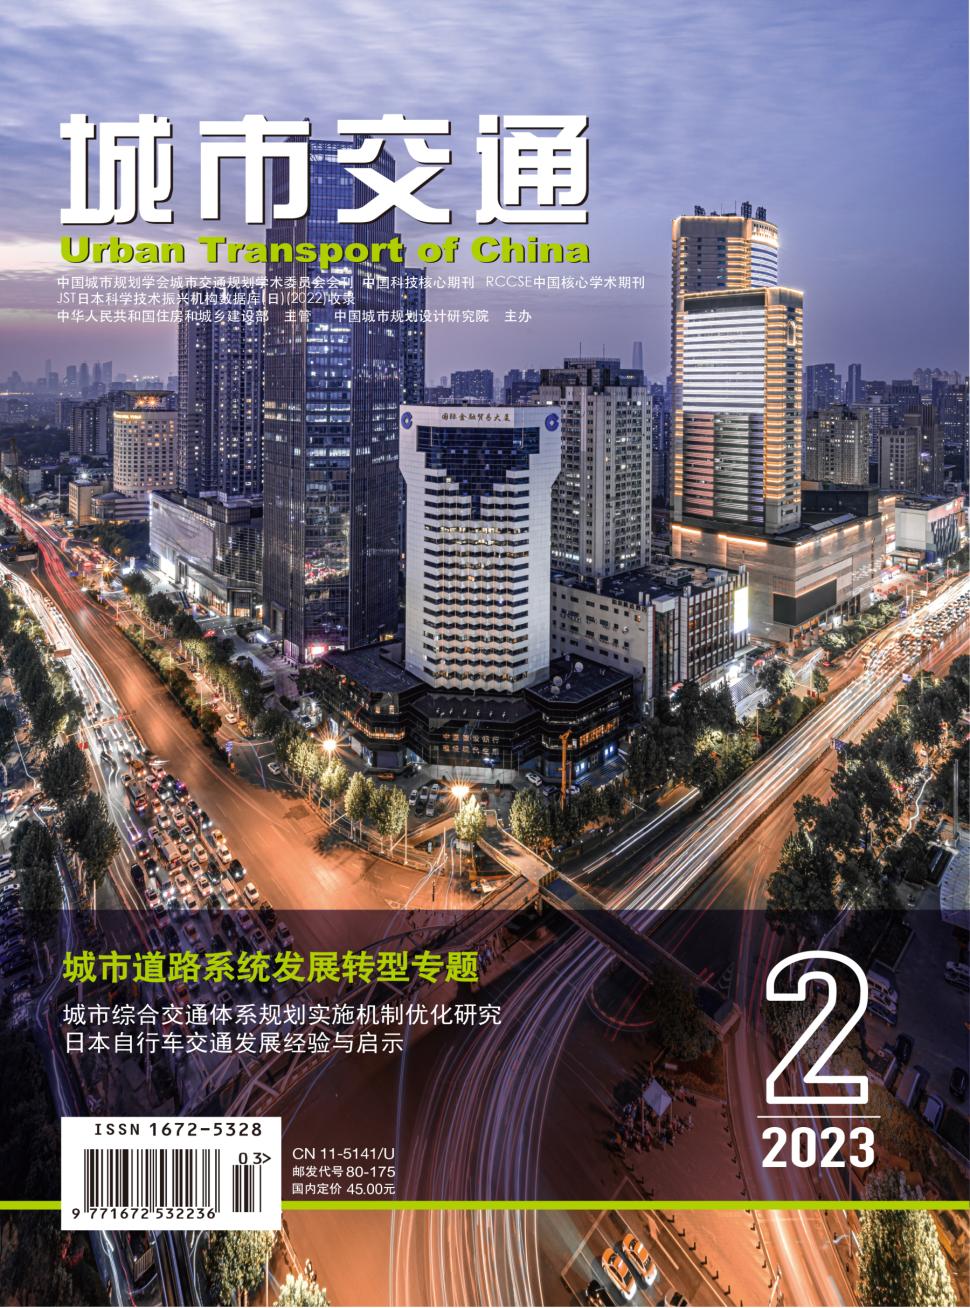 城市交通
Urban Transport of China
中国城市规划学会城市交通规划学术委员会会刊 中国科技核心期刊 RCCSE中国核心学术期刊
JST日本科学技术振兴机构数据库(日)(2022)收录
中华人民共和国住房和城乡建设部 主管 中国城市规划设计研究院 主办
国际金融贸易大厦
城市道路系统发展转型专题
城市综合交通体系规划实施机制优化研究
日本自行车交通发展经验与启示
2
2023
ISSN 1672-5328
03>
9 771672 532236
CN 11-5141/U
邮发代号 80-175
国内定价 45.00元